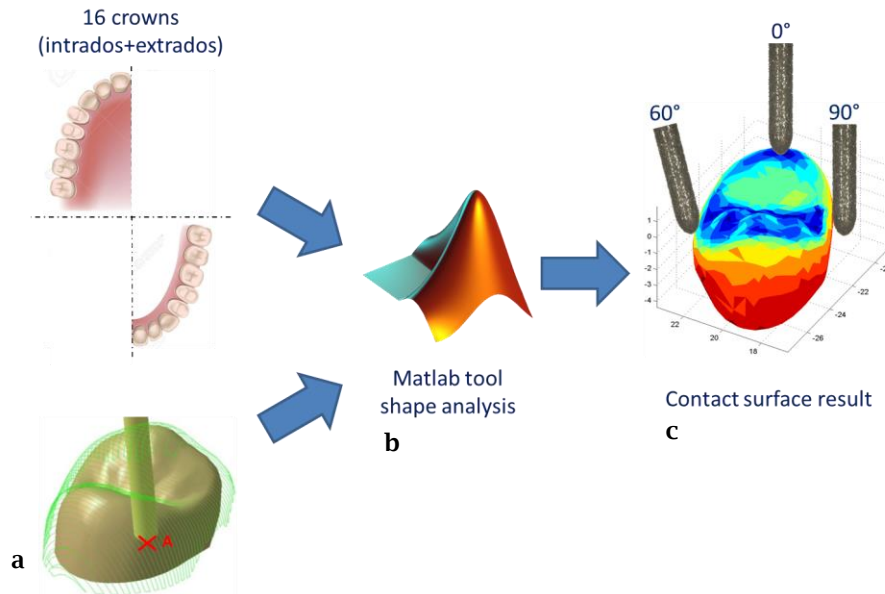 16 crowns
(intrados+extrados)
0°
60°
90°
1
0
-1
-2
-3
-4
22
20
18
-26
-24
-22
A
Matlab tool
shape analysis
Contact surface result
a
b
c